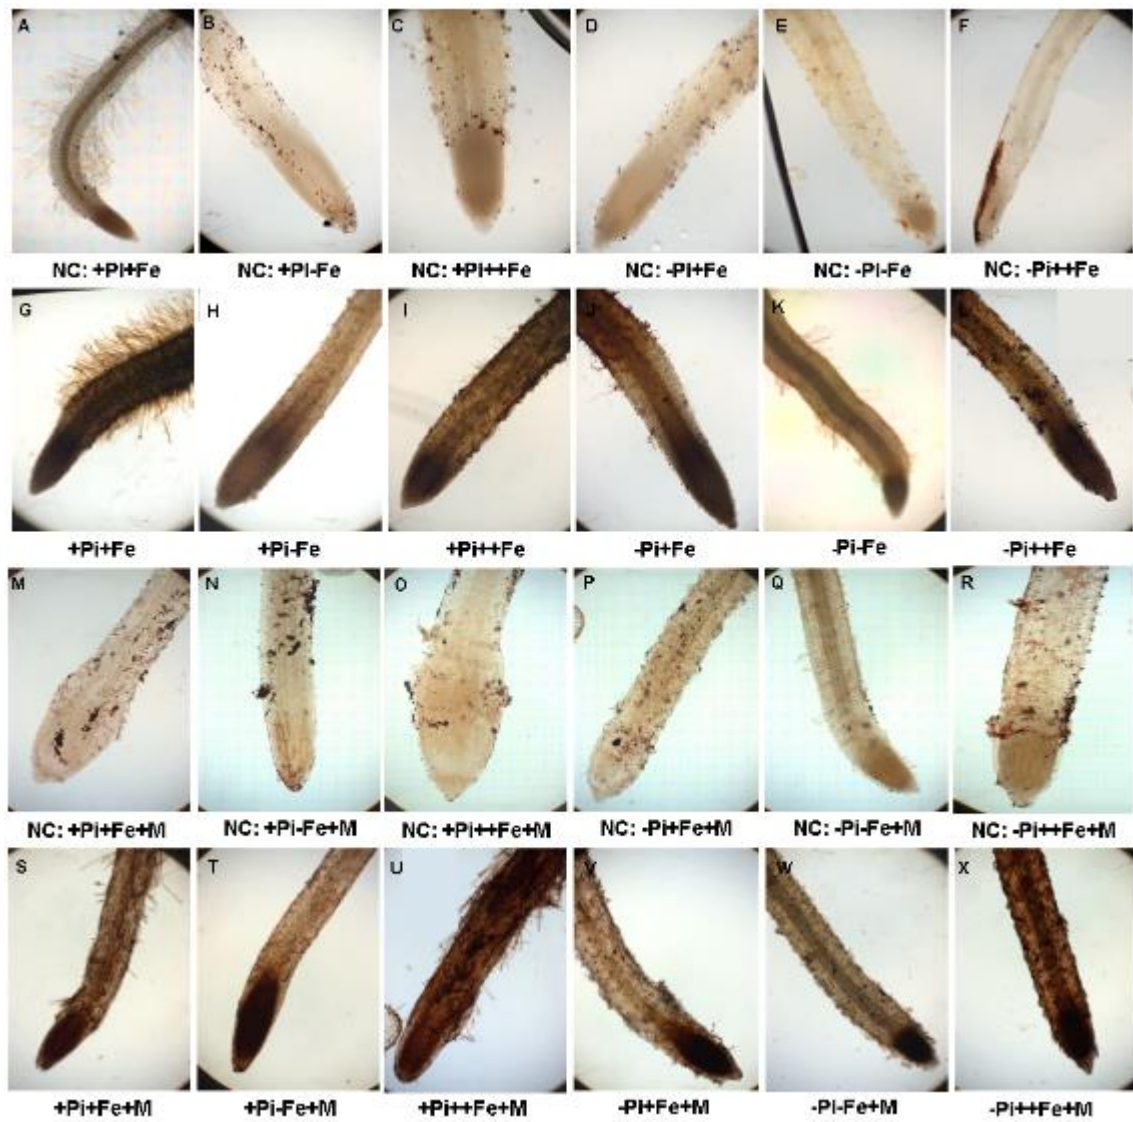 A B C D E F
NC: +Pi+Fe NC: +Pi-Fe NC: +Pi++Fe NC: -Pi+Fe NC: -Pi-Fe NC: -Pi++Fe
G H I J K L
+Pi+Fe +Pi-Fe +Pi++Fe -Pi+Fe -Pi-Fe -Pi++Fe
M N O P Q R
NC: +Pi+Fe+M NC: +Pi-Fe+M NC: +Pi++Fe+M NC: -Pi+Fe+M NC: -Pi-Fe+M NC: -Pi++Fe+M
S T U V W X
+Pi+Fe+M +Pi-Fe+M +Pi++Fe+M -Pi+Fe+M -Pi-Fe+M -Pi++Fe+M